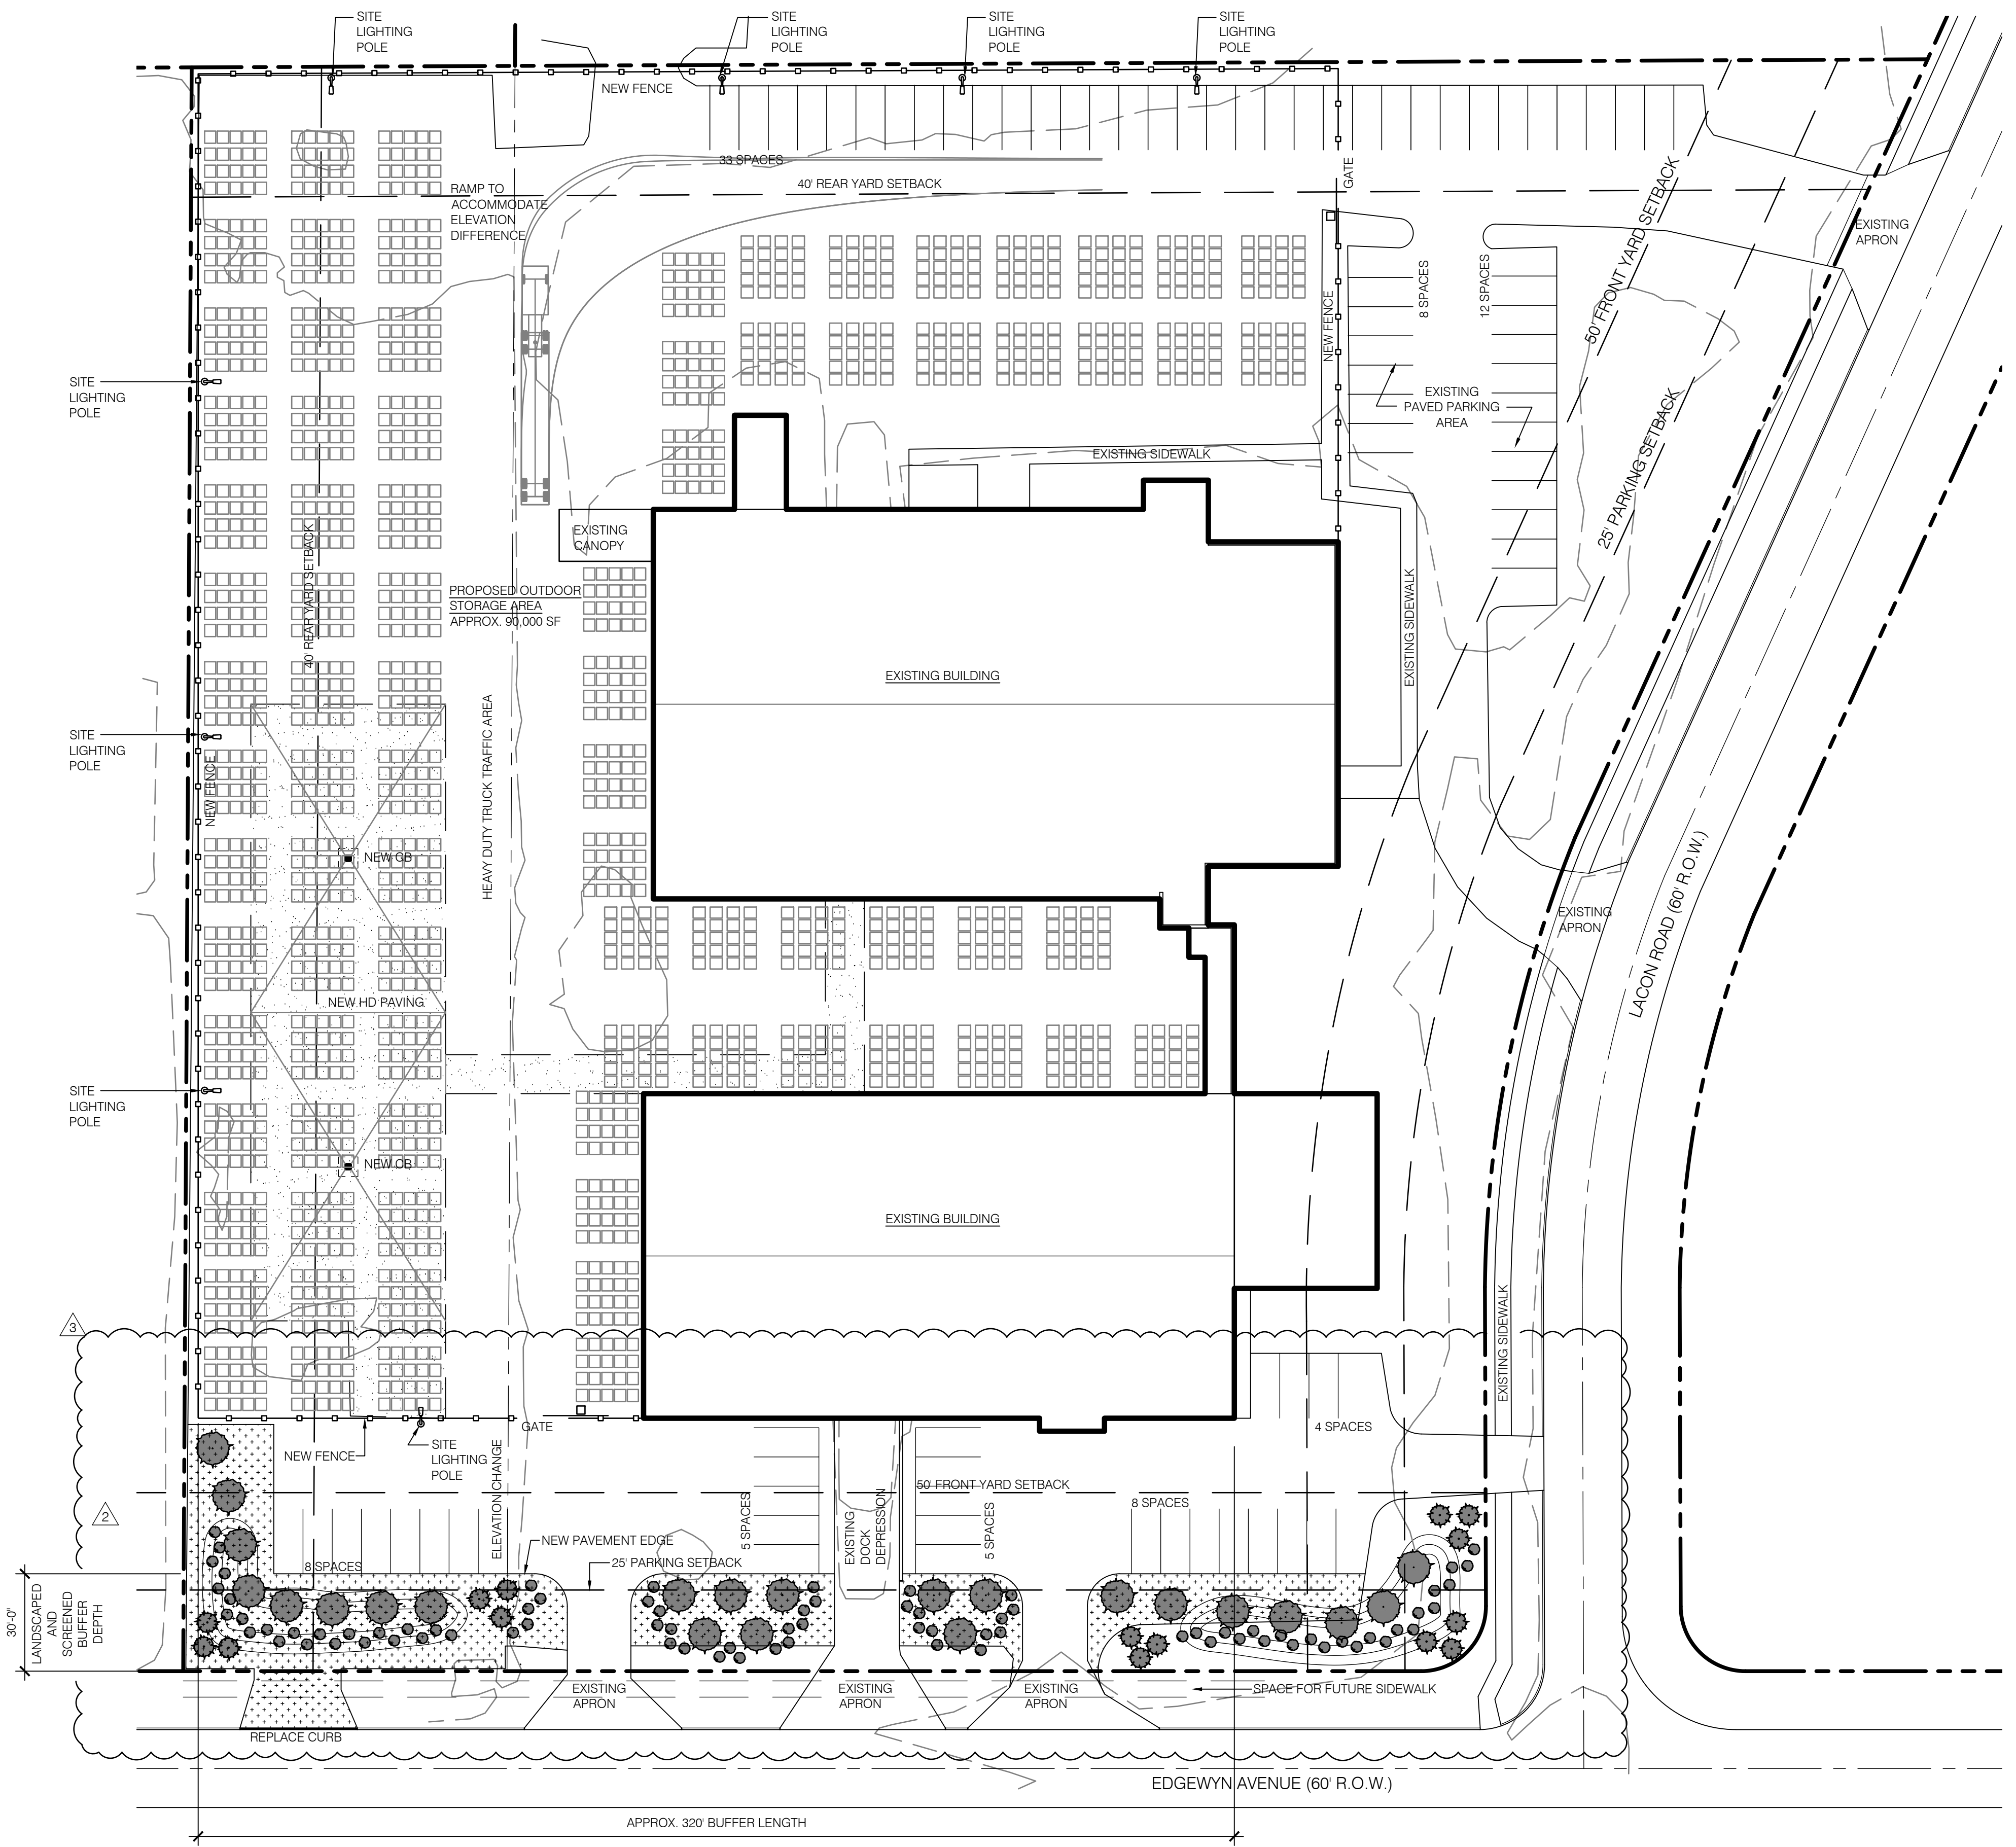 SITE
LIGHTING
POLE
SITE
LIGHTING
POLE
SITE
LIGHTING
POLE
SITE
LIGHTING
POLE
NEW FENCE
33 SPACES
GATE
40' REAR YARD SETBACK
RAMP TO
ACCOMMODATE
ELEVATION
DIFFERENCE
50' FRONT YARD SETBACK
EXISTING
APRON
8 SPACES
12 SPACES
NEW FENCE
SITE
LIGHTING
POLE
EXISTING
PAVED PARKING
AREA
25' PARKING SETBACK
EXISTING SIDEWALK
EXISTING
CANOPY
40' REAR YARD SETBACK
PROPOSED OUTDOOR
STORAGE AREA
APPROX. 90,000 SF
EXISTING SIDEWALK
EXISTING BUILDING
HEAVY DUTY TRUCK TRAFFIC AREA
SITE
LIGHTING
POLE
NEW FENCE
NEW CB
LACON ROAD (60' R.O.W.)
EXISTING
APRON
NEW HD PAVING
SITE
LIGHTING
POLE
NEW CB
EXISTING BUILDING
EXISTING SIDEWALK
3
GATE
4 SPACES
NEW FENCE
SITE
LIGHTING
POLE
ELEVATION CHANGE
50' FRONT YARD SETBACK
2
5 SPACES
EXISTING
DOCK
DEPRESSION
5 SPACES
8 SPACES
NEW PAVEMENT EDGE
25' PARKING SETBACK
8 SPACES
30'-0"
LANDSCAPED
AND
SCREENED
BUFFER
DEPTH
EXISTING
APRON
EXISTING
APRON
EXISTING
APRON
SPACE FOR FUTURE SIDEWALK
REPLACE CURB
EDGEWYN AVENUE (60' R.O.W.)
APPROX. 320' BUFFER LENGTH